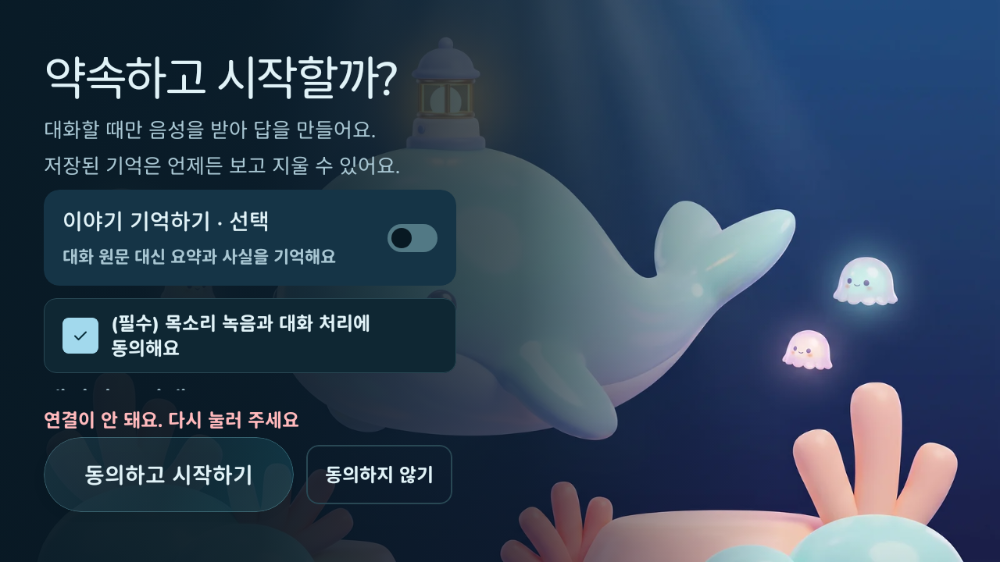 약속하고 시작할까?
대화할 때만 음성을 받아 답을 만들어요.
저장된 기억은 언제든 보고 지울 수 있어요.
이야기 기억하기 · 선택
대화 원문 대신 요약과 사실을 기억해요
(필수) 목소리 녹음과 대화 처리에
동의해요
연결이 안 돼요. 다시 눌러 주세요
동의하고 시작하기
동의하지 않기